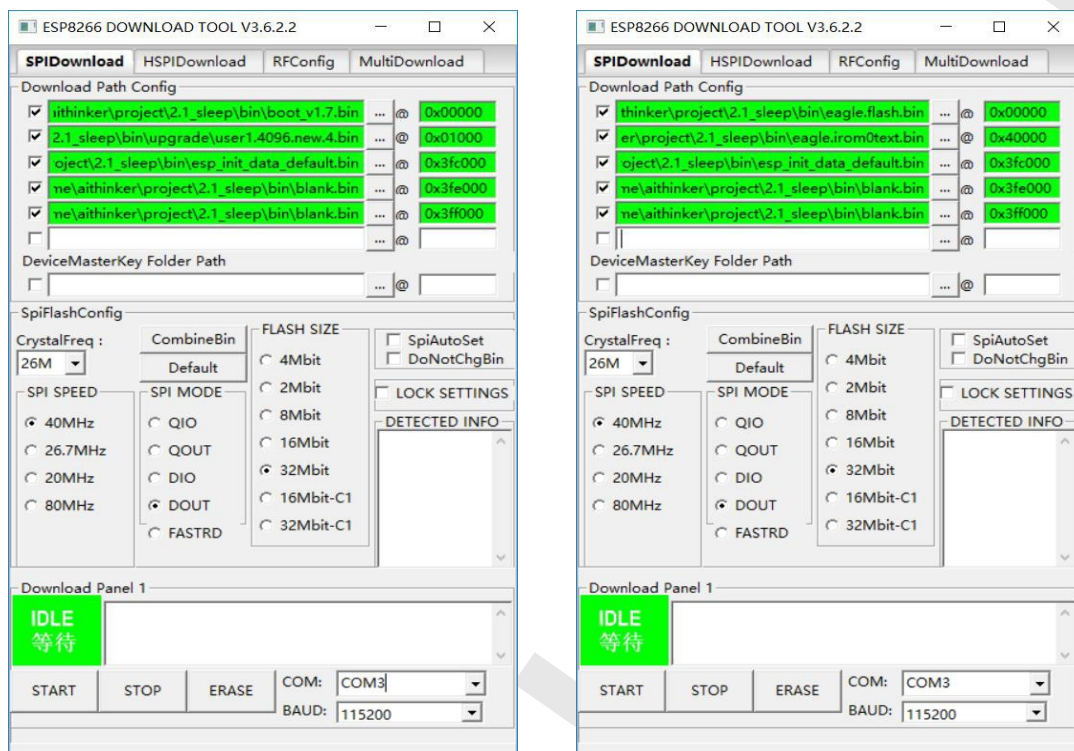 ESP8266 DOWNLOAD TOOL V3.6.2.2
SPIDownload HSPIDownload RFConfig MultiDownload
Download Path Config
aithinker\project\2.1_sleep\bin\boot_v1.7.bin ... @ 0x00000
2.1_sleep\bin\upgrade\user1.4096.new.4.bin ... @ 0x01000
oject\2.1_sleep\bin\esp_init_data_default.bin ... @ 0x3fc000
me\aithinker\project\2.1_sleep\bin\blank.bin ... @ 0x3fe000
me\aithinker\project\2.1_sleep\bin\blank.bin ... @ 0x3ff000
... @
DeviceMasterKey Folder Path
... @
SpiFlashConfig
CrystalFreq :
26M
CombineBin
Default
SPI SPEED
40MHz
26.7MHz
20MHz
80MHz
SPI MODE
QIO
QOUT
DIO
DOUT
FASTRD
FLASH SIZE
4Mbit
2Mbit
8Mbit
16Mbit
32Mbit
16Mbit-C1
32Mbit-C1
SpiAutoSet
DoNotChgBin
LOCK SETTINGS
DETECTED INFO
Download Panel 1
IDLE
等待
START STOP ERASE
COM: COM3
BAUD: 115200
ESP8266 DOWNLOAD TOOL V3.6.2.2
SPIDownload HSPIDownload RFConfig MultiDownload
Download Path Config
thinker\project\2.1_sleep\bin\eagle.flash.bin ... @ 0x00000
er\project\2.1_sleep\bin\eagle.irom0text.bin ... @ 0x40000
oject\2.1_sleep\bin\esp_init_data_default.bin ... @ 0x3fc000
me\aithinker\project\2.1_sleep\bin\blank.bin ... @ 0x3fe000
me\aithinker\project\2.1_sleep\bin\blank.bin ... @ 0x3ff000
... @
DeviceMasterKey Folder Path
... @
SpiFlashConfig
CrystalFreq :
26M
CombineBin
Default
SPI SPEED
40MHz
26.7MHz
20MHz
80MHz
SPI MODE
QIO
QOUT
DIO
DOUT
FASTRD
FLASH SIZE
4Mbit
2Mbit
8Mbit
16Mbit
32Mbit
16Mbit-C1
32Mbit-C1
SpiAutoSet
DoNotChgBin
LOCK SETTINGS
DETECTED INFO
Download Panel 1
IDLE
等待
START STOP ERASE
COM: COM3
BAUD: 115200